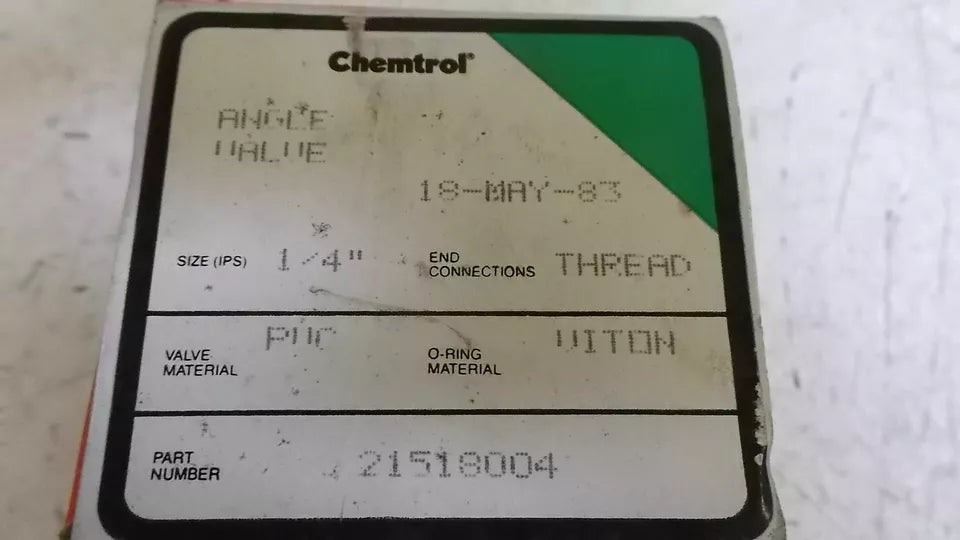 Chemtrol®
ANGLE
VALVE
18-MAY-83
SIZE (IPS) 1/4" END CONNECTIONS THREAD
VALVE MATERIAL PVC O-RING MATERIAL VITON
PART NUMBER 21518004